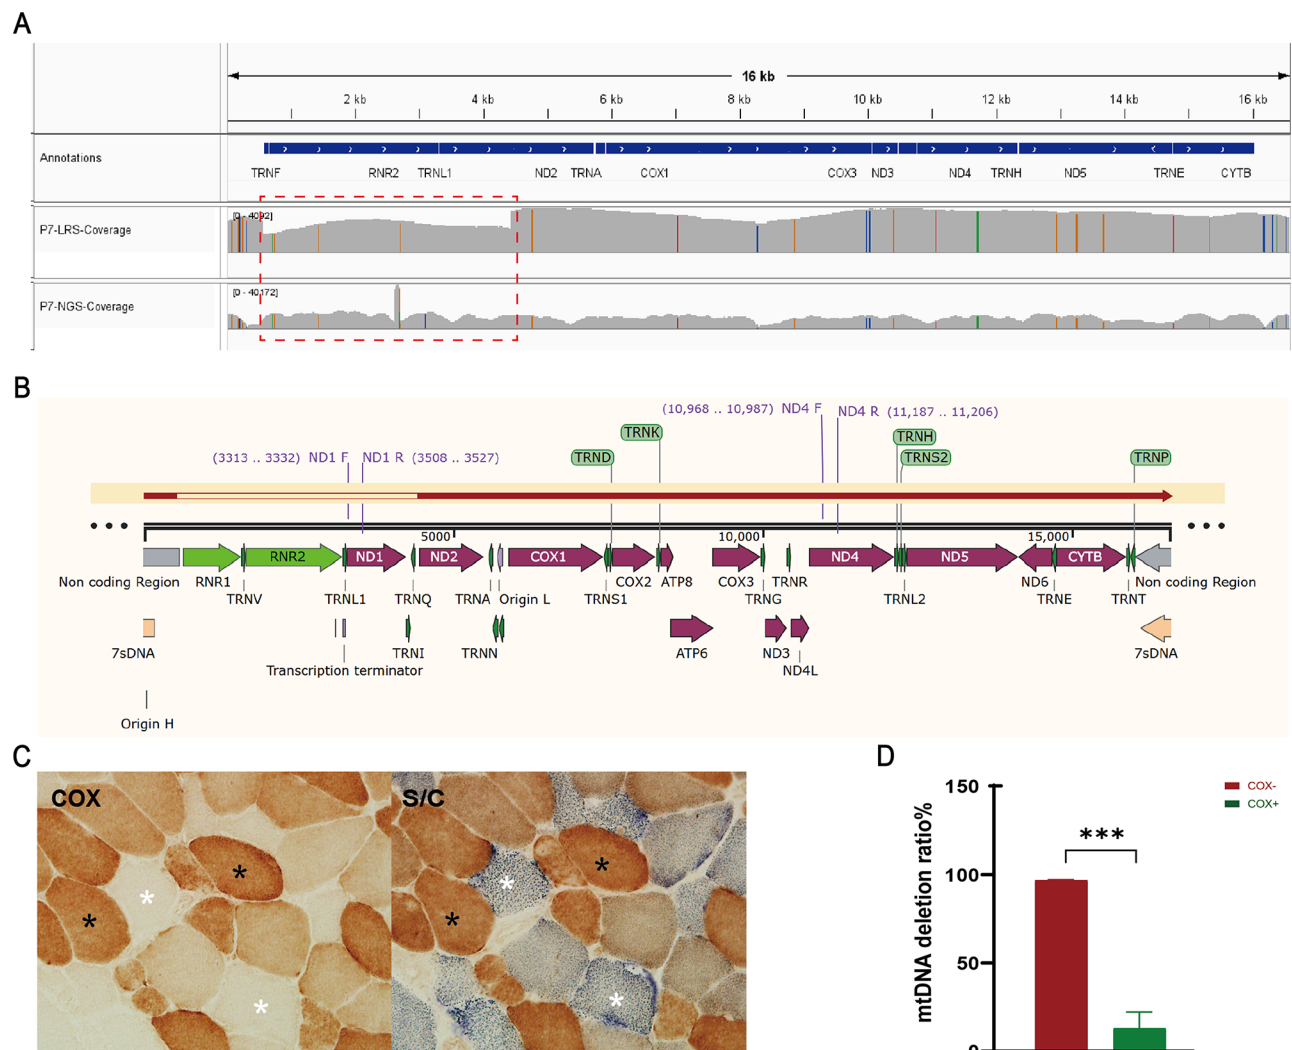 A
16 kb
2 kb 4 kb 6 kb 8 kb 10 kb 12 kb 14 kb 16 kb
Annotations
TRNF RNR2 TRNL1 ND2 TRNA COX1 COX3 ND3 ND4 TRNH ND5 TRNE CYTB
[0 - 4092]
P7-LRS-Coverage
[0 - 40172]
P7-NGS-Coverage
B
(10,968 .. 10,987) ND4 F ND4 R (11,187 .. 11,206)
TRNK TRNH
(3313 .. 3332) ND1 F ND1 R (3508 .. 3527) TRND TRNS2 TRNP
5000 10,000 15,000
RNR2 ND1 ND2 COX1 ND4 ND5 CYTB
Non coding Region RNR1 COX2 ATP8 COX3 TRNR ND6 Non coding Region
TRNV TRNL1 TRNQ TRNA Origin L TRNS1 TRNG TRNL2 TRNE TRNT
7sDNA TRNI TRNN ATP6 ND3 7sDNA
Transcription terminator ND4L
Origin H
C
COX S/C
* * * *
* * * *
D
mtDNA deletion ratio%
150
100
50
0
***
COX-
COX+